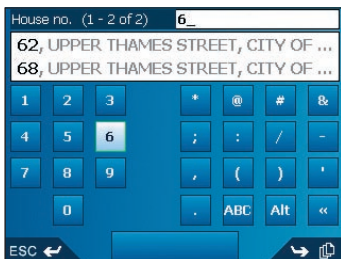 House no. (1 - 2 of 2) 6_
62, UPPER THAMES STREET, CITY OF ...
68, UPPER THAMES STREET, CITY OF ...
1 2 3 * @ # &
4 5 6 ; : / -
7 8 9 , ( ) '
0 . ABC Alt «
ESC